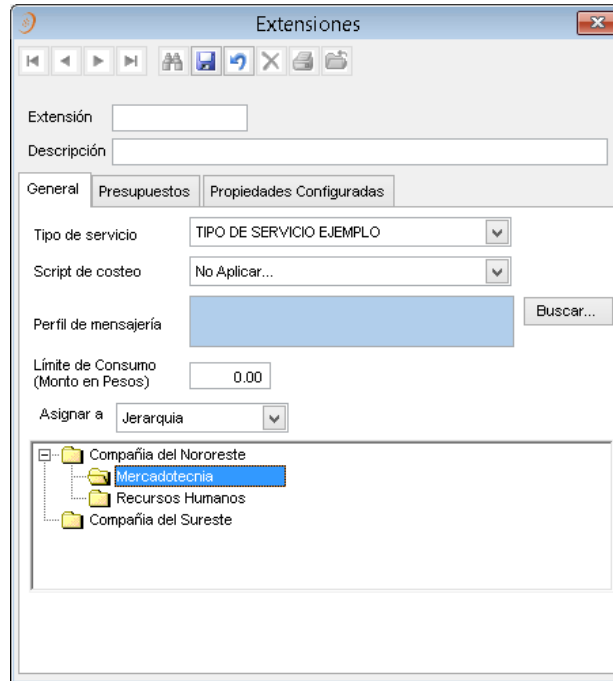 Extensiones
Extensión
Descripción
General Presupuestos Propiedades Configuradas
Tipo de servicio TIPO DE SERVICIO EJEMPLO
Script de costeo No Aplicar...
Perfil de mensajería Buscar...
Límite de Consumo
(Monto en Pesos) 0.00
Asignar a Jerarquia
Compañia del Nororeste
Mercadotecnia
Recursos Humanos
Compañia del Sureste